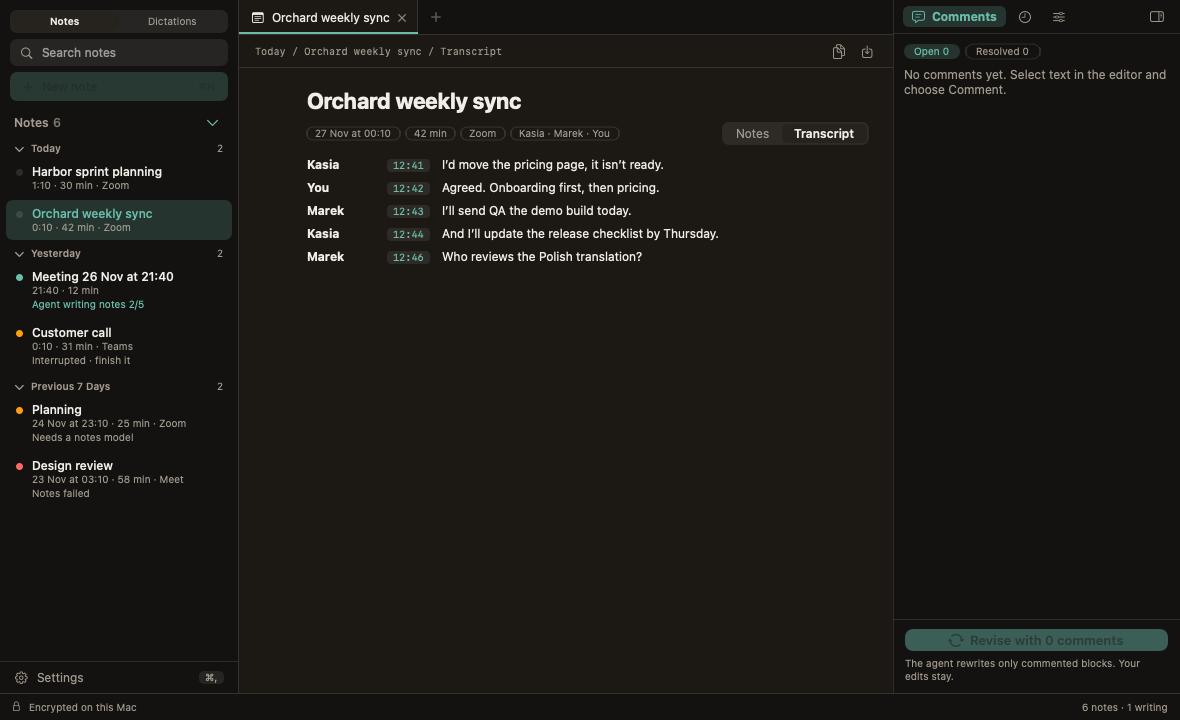 Notes Dictations
Search notes
+ New note ⌘N
Notes 6
Today 2
Harbor sprint planning
1:10 · 30 min · Zoom
Orchard weekly sync
0:10 · 42 min · Zoom
Yesterday 2
Meeting 26 Nov at 21:40
21:40 · 12 min
Agent writing notes 2/5
Customer call
0:10 · 31 min · Teams
Interrupted · finish it
Previous 7 Days 2
Planning
24 Nov at 23:10 · 25 min · Zoom
Needs a notes model
Design review
23 Nov at 03:10 · 58 min · Meet
Notes failed
Settings ⌘,
Orchard weekly sync
Today / Orchard weekly sync / Transcript
Orchard weekly sync
27 Nov at 00:10 42 min Zoom Kasia · Marek · You
Notes Transcript
Kasia 12:41 I’d move the pricing page, it isn’t ready.
You 12:42 Agreed. Onboarding first, then pricing.
Marek 12:43 I’ll send QA the demo build today.
Kasia 12:44 And I’ll update the release checklist by Thursday.
Marek 12:46 Who reviews the Polish translation?
Comments
Open 0 Resolved 0
No comments yet. Select text in the editor and
choose Comment.
Revise with 0 comments
The agent rewrites only commented blocks. Your
edits stay.
Encrypted on this Mac
6 notes · 1 writing